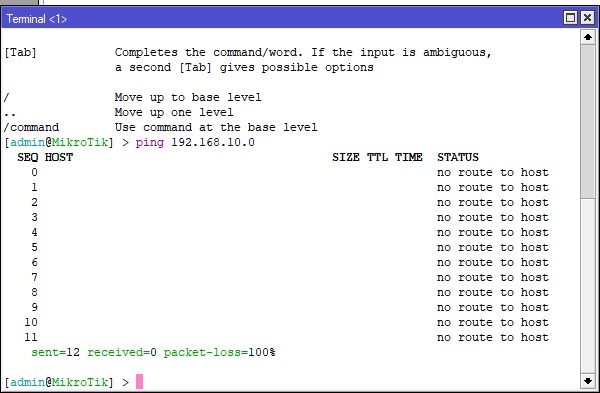 Terminal <1>
[Tab] Completes the command/word. If the input is ambiguous,
a second [Tab] gives possible options
/ Move up to base level
.. Move up one level
/command Use command at the base level
[admin@MikroTik] > ping 192.168.10.0
SEQ HOST SIZE TTL TIME STATUS
0 no route to host
1 no route to host
2 no route to host
3 no route to host
4 no route to host
5 no route to host
6 no route to host
7 no route to host
8 no route to host
9 no route to host
10 no route to host
11 no route to host
sent=12 received=0 packet-loss=100%
[admin@MikroTik] >